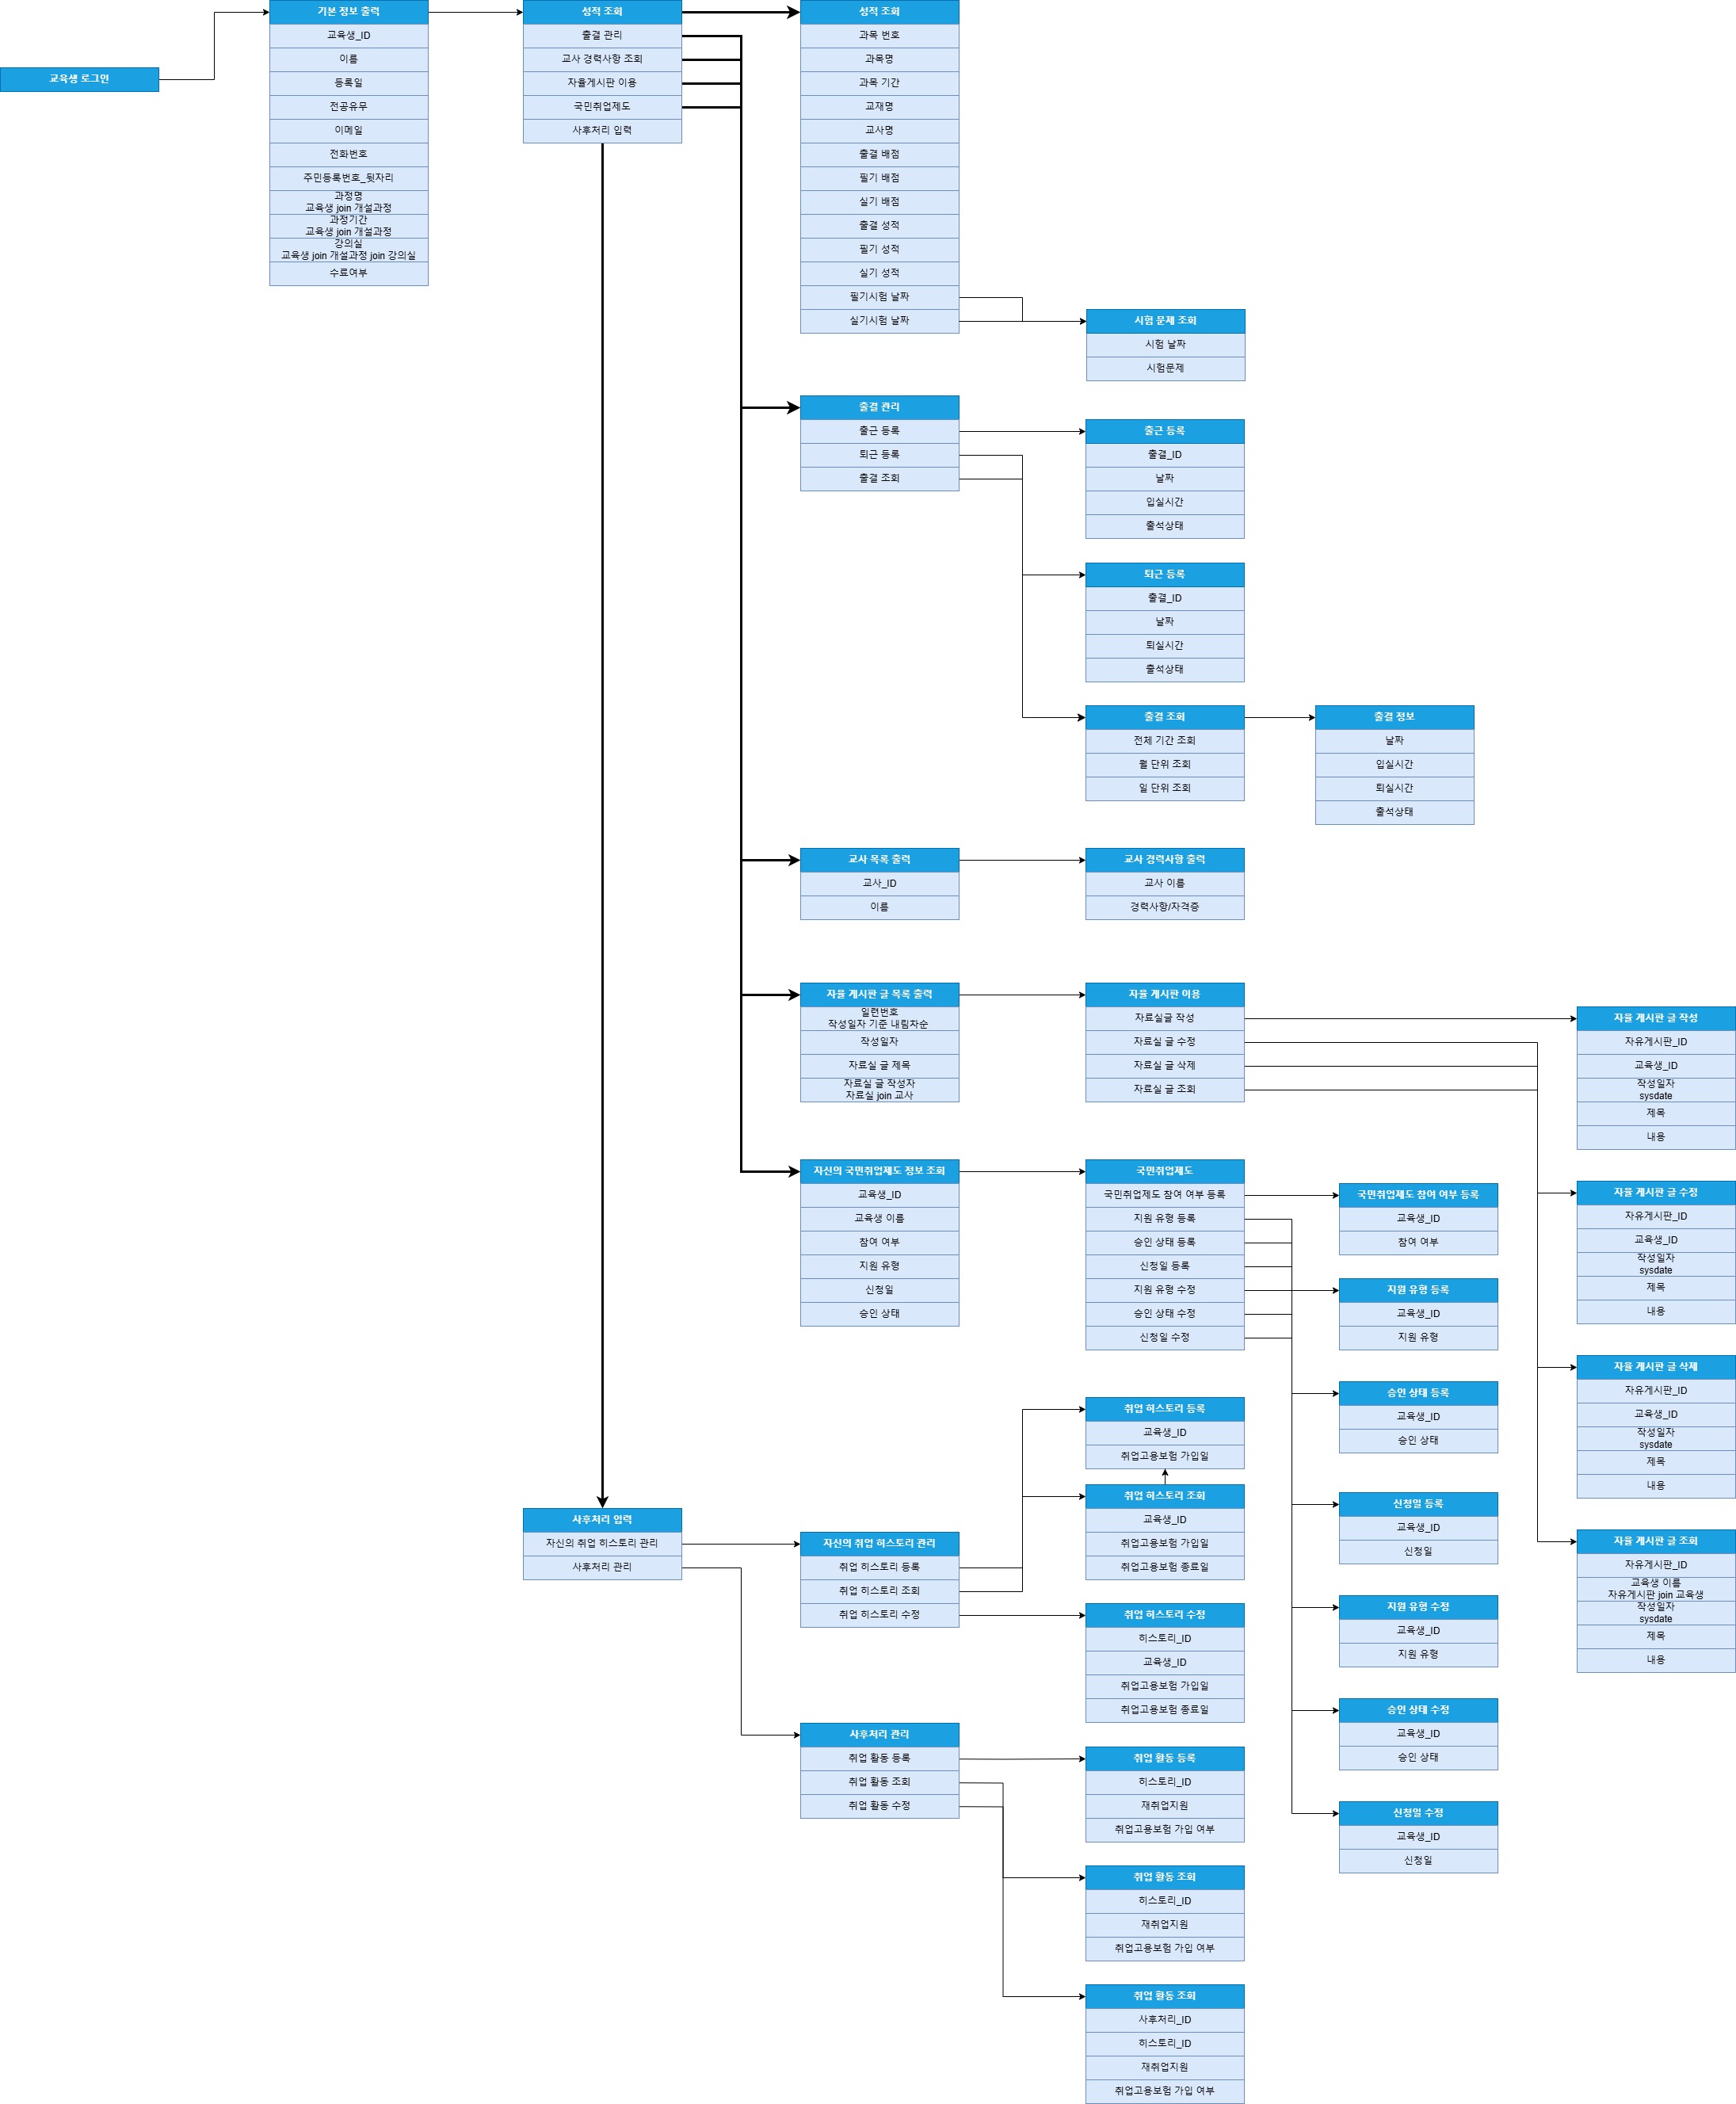 교육생 로그인
기본 정보 출력
교육생_ID
이름
등록일
전공유무
이메일
전화번호
주민등록번호_뒷자리
과정명
교육생 join 개설과정
과정기간
교육생 join 개설과정
강의실
교육생 join 개설과정 join 강의실
수료여부
성적 조회
출결 관리
교사 경력사항 조회
자율게시판 이용
국민취업제도
사후처리 입력
성적 조회
과목 번호
과목명
과목 기간
교재명
교사명
출결 배점
필기 배점
실기 배점
출결 성적
필기 성적
실기 성적
필기시험 날짜
실기시험 날짜
시험 문제 조회
시험 날짜
시험문제
출결 관리
출근 등록
퇴근 등록
출결 조회
출근 등록
출결_ID
날짜
입실시간
출석상태
퇴근 등록
출결_ID
날짜
퇴실시간
출석상태
출결 조회
전체 기간 조회
월 단위 조회
일 단위 조회
출결 정보
날짜
입실시간
퇴실시간
출석상태
교사 목록 출력
교사_ID
이름
교사 경력사항 출력
교사 이름
경력사항/자격증
자율 게시판 글 목록 출력
일련번호
작성일자 기준 내림차순
작성일자
자료실 글 제목
자료실 글 작성자
자료실 join 교사
자율 게시판 이용
자료실글 작성
자료실 글 수정
자료실 글 삭제
자료실 글 조회
자율 게시판 글 작성
자유게시판_ID
교육생_ID
작성일자
sysdate
제목
내용
자율 게시판 글 수정
자유게시판_ID
교육생_ID
작성일자
sysdate
제목
내용
자율 게시판 글 삭제
자유게시판_ID
교육생_ID
작성일자
sysdate
제목
내용
자율 게시판 글 조회
자유게시판_ID
교육생 이름
자유게시판 join 교육생
작성일자
sysdate
제목
내용
자신의 국민취업제도 정보 조회
교육생_ID
교육생 이름
참여 여부
지원 유형
신청일
승인 상태
국민취업제도
국민취업제도 참여 여부 등록
지원 유형 등록
승인 상태 등록
신청일 등록
지원 유형 수정
승인 상태 수정
신청일 수정
국민취업제도 참여 여부 등록
교육생_ID
참여 여부
지원 유형 등록
교육생_ID
지원 유형
승인 상태 등록
교육생_ID
승인 상태
신청일 등록
교육생_ID
신청일
지원 유형 수정
교육생_ID
지원 유형
승인 상태 수정
교육생_ID
승인 상태
신청일 수정
교육생_ID
신청일
사후처리 입력
자신의 취업 히스토리 관리
사후처리 관리
자신의 취업 히스토리 관리
취업 히스토리 등록
취업 히스토리 조회
취업 히스토리 수정
취업 히스토리 등록
교육생_ID
취업고용보험 가입일
취업 히스토리 조회
교육생_ID
취업고용보험 가입일
취업고용보험 종료일
취업 히스토리 수정
히스토리_ID
교육생_ID
취업고용보험 가입일
취업고용보험 종료일
사후처리 관리
취업 활동 등록
취업 활동 조회
취업 활동 수정
취업 활동 등록
히스토리_ID
재취업지원
취업고용보험 가입 여부
취업 활동 조회
히스토리_ID
재취업지원
취업고용보험 가입 여부
취업 활동 조회
사후처리_ID
히스토리_ID
재취업지원
취업고용보험 가입 여부